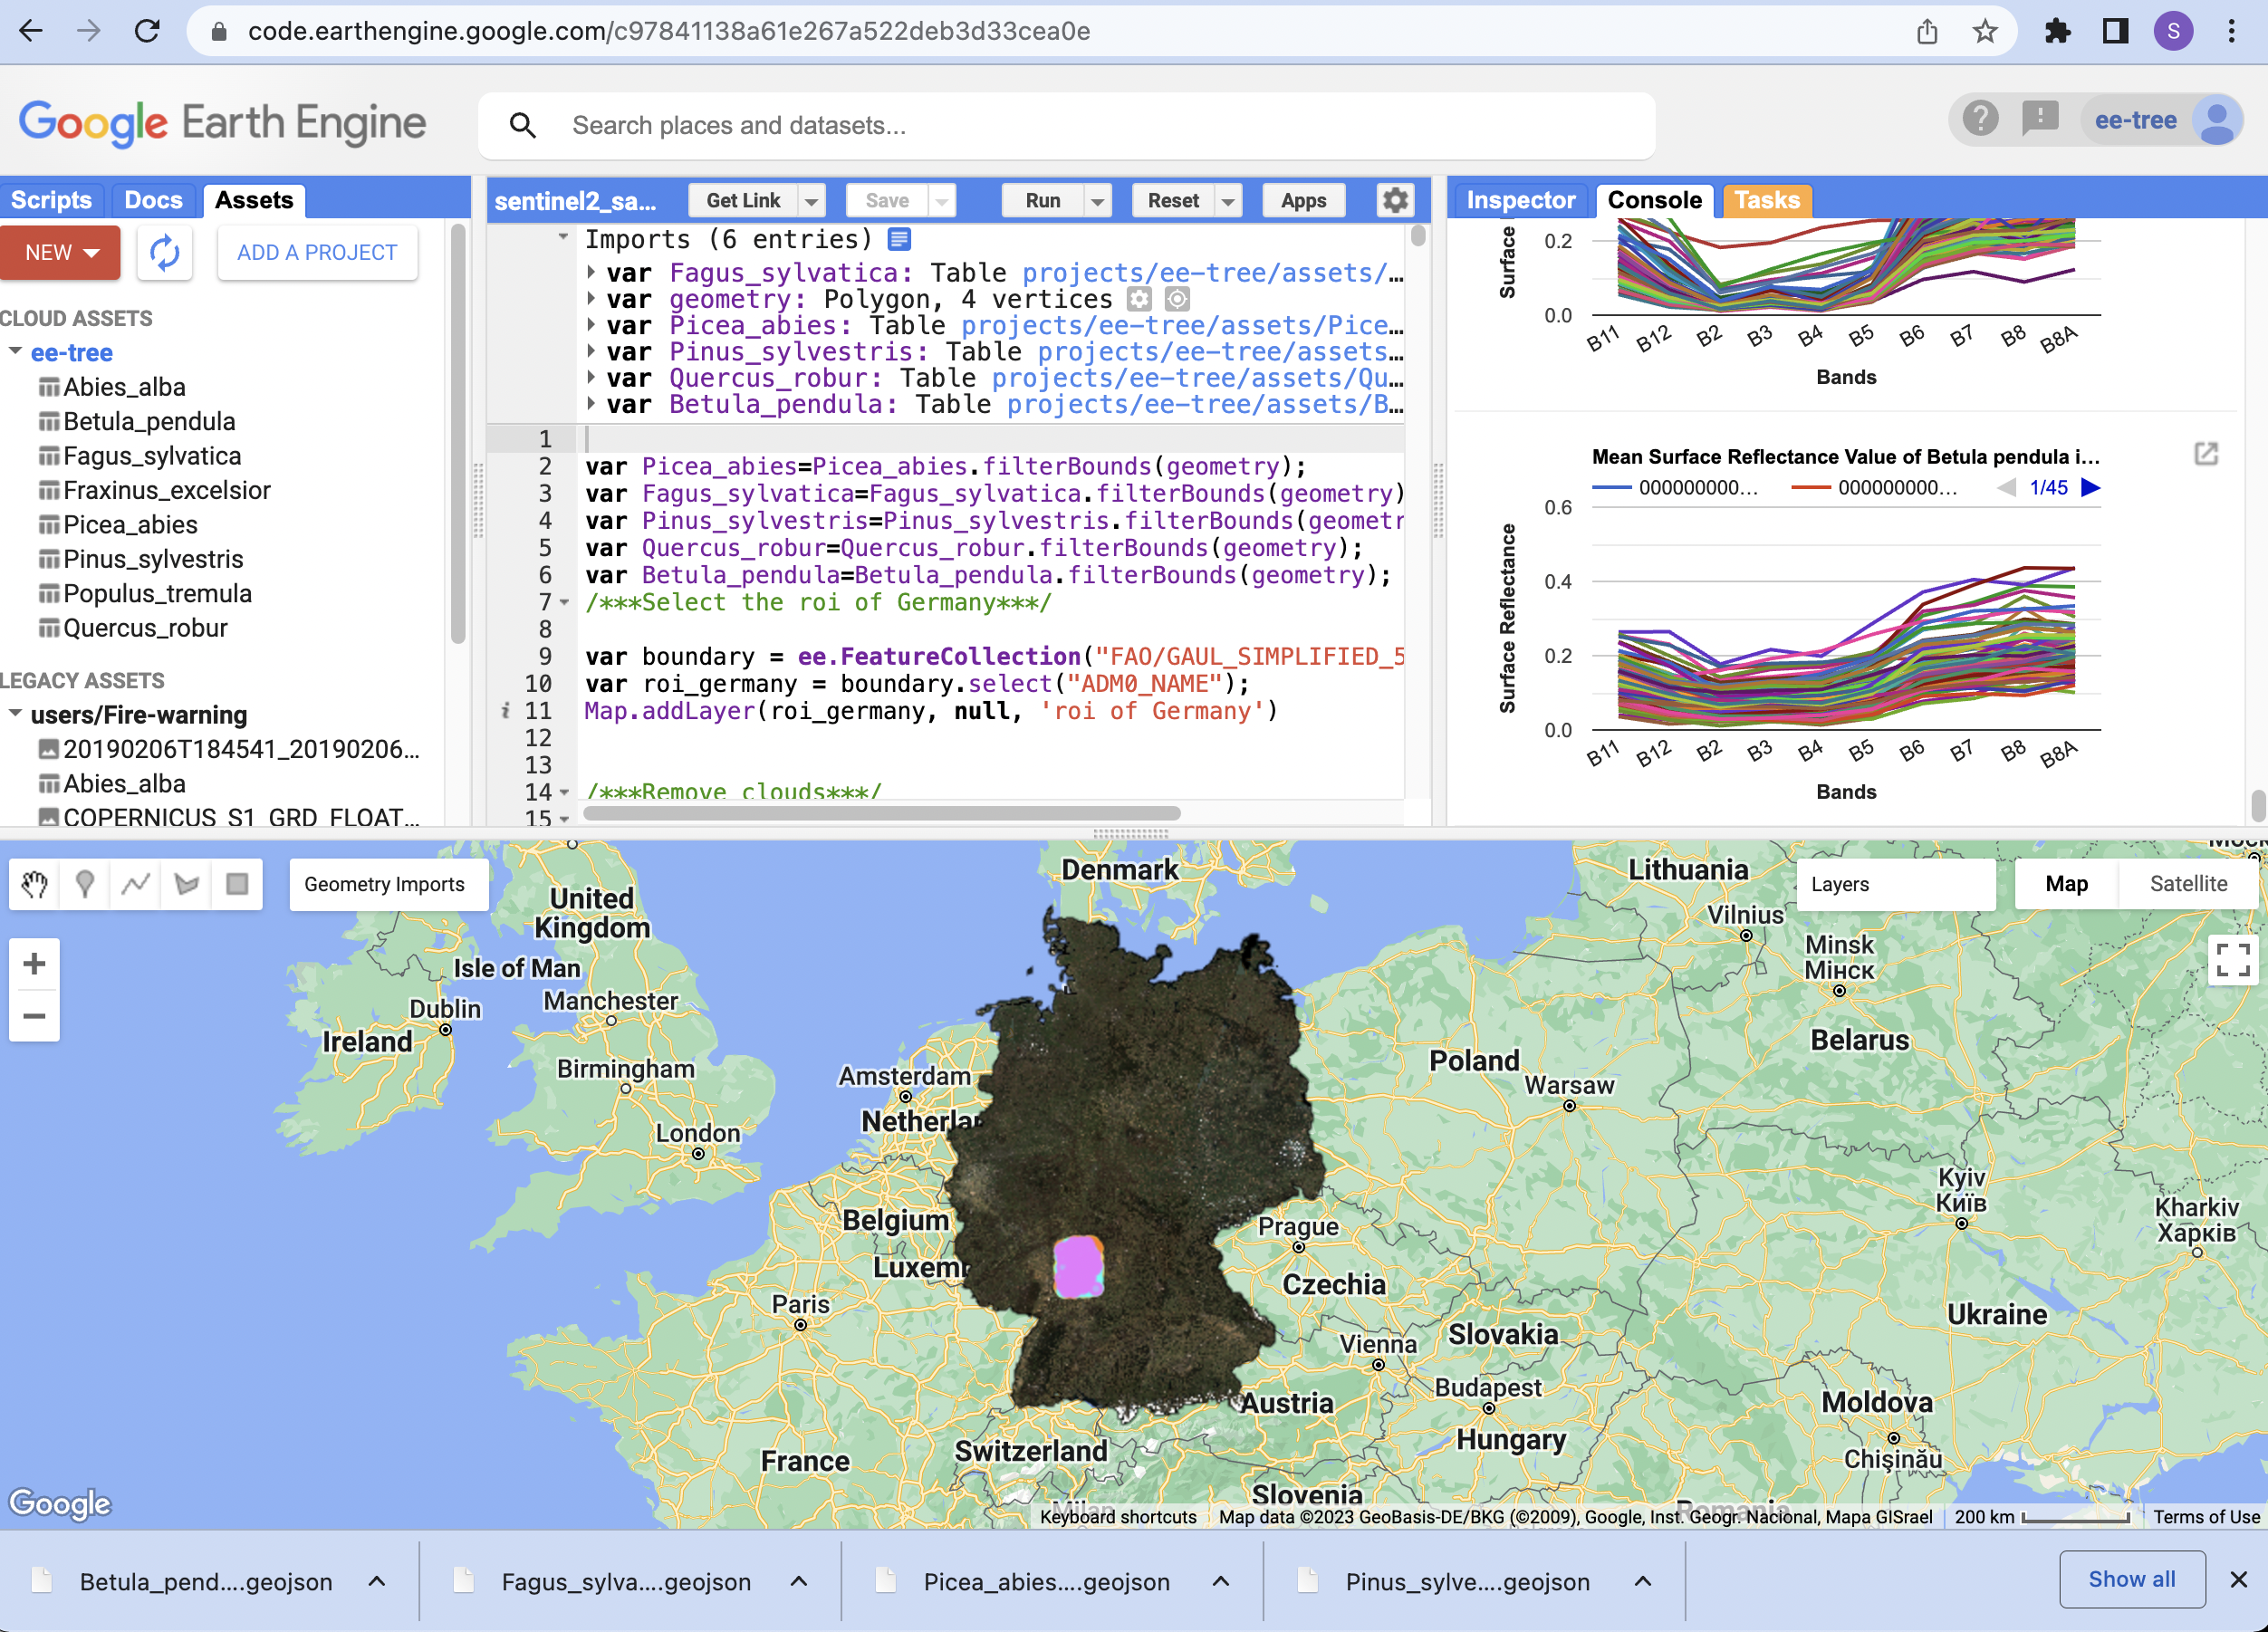 code.earthengine.google.com/c97841138a61e267a522deb3d33cea0e
S
Google Earth Engine
Search places and datasets...
ee-tree
Scripts
Docs
Assets
NEW
ADD A PROJECT
CLOUD ASSETS
ee-tree
Abies_alba
Betula_pendula
Fagus_sylvatica
Fraxinus_excelsior
Picea_abies
Pinus_sylvestris
Populus_tremula
Quercus_robur
LEGACY ASSETS
users/Fire-warning
20190206T184541_20190206...
Abies_alba
COPERNICUS_S1_GRD_FLOAT...
sentinel2_sa...
Get Link
Save
Run
Reset
Apps
Imports (6 entries)
var Fagus_sylvatica: Table projects/ee-tree/assets/...
var geometry: Polygon, 4 vertices
var Picea_abies: Table projects/ee-tree/assets/Pice...
var Pinus_sylvestris: Table projects/ee-tree/assets...
var Quercus_robur: Table projects/ee-tree/assets/Qu...
var Betula_pendula: Table projects/ee-tree/assets/B...
1
2 var Picea_abies=Picea_abies.filterBounds(geometry);
3 var Fagus_sylvatica=Fagus_sylvatica.filterBounds(geometry)
4 var Pinus_sylvestris=Pinus_sylvestris.filterBounds(geometr
5 var Quercus_robur=Quercus_robur.filterBounds(geometry);
6 var Betula_pendula=Betula_pendula.filterBounds(geometry);
7 /***Select the roi of Germany***/
8
9 var boundary = ee.FeatureCollection("FAO/GAUL_SIMPLIFIED_5
10 var roi_germany = boundary.select("ADM0_NAME");
i 11 Map.addLayer(roi_germany, null, 'roi of Germany')
12
13
14 /***Remove clouds***/
15
Inspector
Console
Tasks
Surface
0.2
0.0
B11 B12 B2 B3 B4 B5 B6 B7 B8 B8A
Bands
Mean Surface Reflectance Value of Betula pendula i...
000000000... 000000000... 1/45
Surface Reflectance
0.6
0.4
0.2
0.0
B11 B12 B2 B3 B4 B5 B6 B7 B8 B8A
Bands
Geometry Imports
Layers
Map
Satellite
+
−
Denmark
Lithuania
Vilnius
United
Kingdom
Minsk
Мінск
Isle of Man
Manchester
Dublin
Ireland
Belarus
Birmingham
Amsterdam
Poland
Warsaw
Netherlan
London
Kyiv
Київ
Kharkiv
Харків
Belgium
Prague
Luxem
Czechia
Paris
Ukraine
Slovakia
Vienna
Budapest
Austria
Moldova
Hungary
Switzerland
France
Chișinău
Slovenia
Milan
Romania
Google
Keyboard shortcuts
Map data ©2023 GeoBasis-DE/BKG (©2009), Google, Inst. Geogr. Nacional, Mapa GISrael
200 km
Terms of Use
Betula_pend....geojson
Fagus_sylva....geojson
Picea_abies....geojson
Pinus_sylve....geojson
Show all